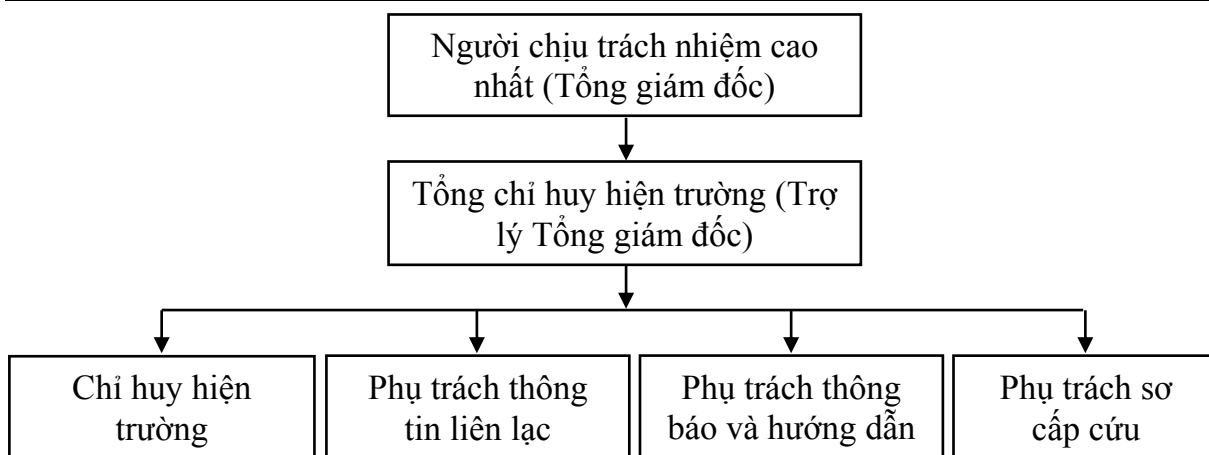 Người chịu trách nhiệm cao
nhất (Tổng giám đốc)
Tổng chỉ huy hiện trường (Trợ
lý Tổng giám đốc)
Chỉ huy hiện
trường
Phụ trách thông
tin liên lạc
Phụ trách thông
báo và hướng dẫn
Phụ trách sơ
cấp cứu